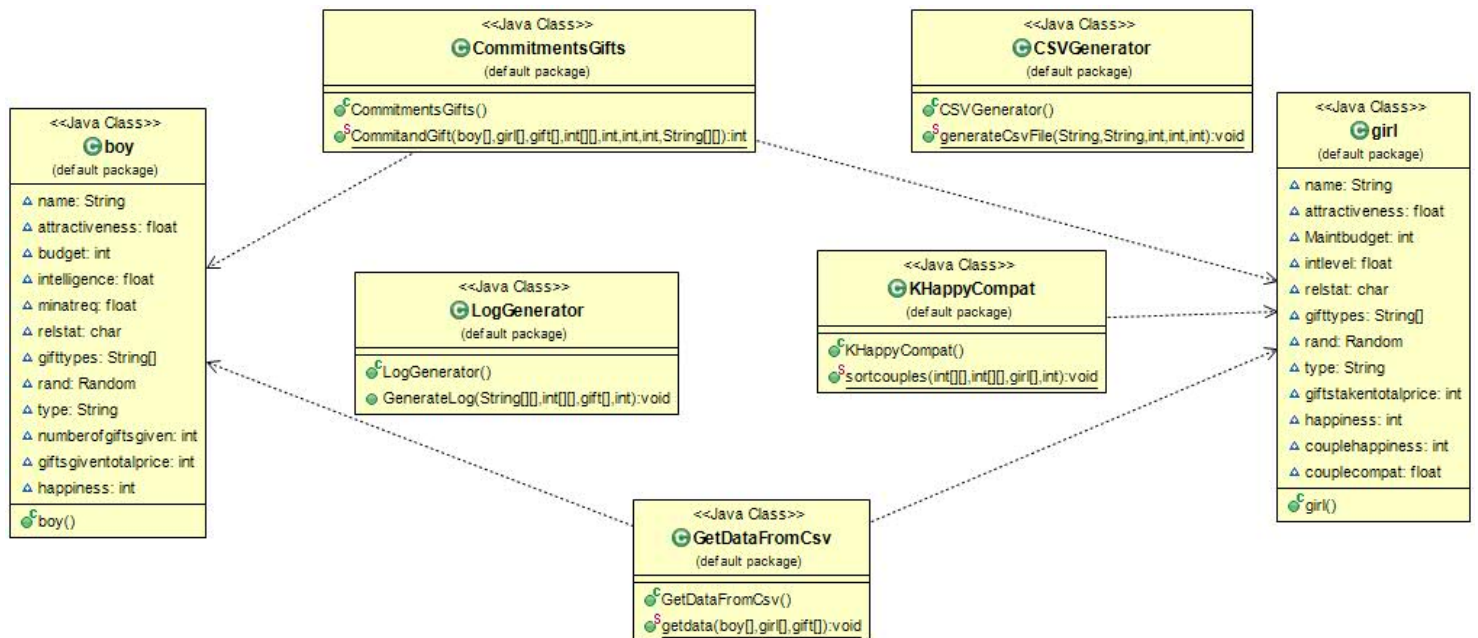 <<Java Class>>
CommitmentsGifts
(default package)
CommitmentsGifts()
CommitandGift(boy[],girl[],gift[],int[][],int,int,int,String[][]):int
<<Java Class>>
CSVGenerator
(default package)
CSVGenerator()
generateCsvFile(String,String,int,int,int):void
<<Java Class>>
boy
(default package)
name: String
attractiveness: float
budget: int
intelligence: float
minatreq: float
relstat: char
gifttypes: String[]
rand: Random
type: String
numberofgiftsgiven: int
giftsgiventotalprice: int
happiness: int
boy()
<<Java Class>>
girl
(default package)
name: String
attractiveness: float
Maintbudget: int
intlevel: float
relstat: char
gifttypes: String[]
rand: Random
type: String
giftstakentotalprice: int
happiness: int
couplehappiness: int
couplecompat: float
girl()
<<Java Class>>
LogGenerator
(default package)
LogGenerator()
GenerateLog(String[][],int[][],gift[],int):void
<<Java Class>>
KHappyCompat
(default package)
KHappyCompat()
sortcouples(int[][],int[][],girl[],int):void
<<Java Class>>
GetDataFromCsv
(default package)
GetDataFromCsv()
getdata(boy[],girl[],gift[]):void